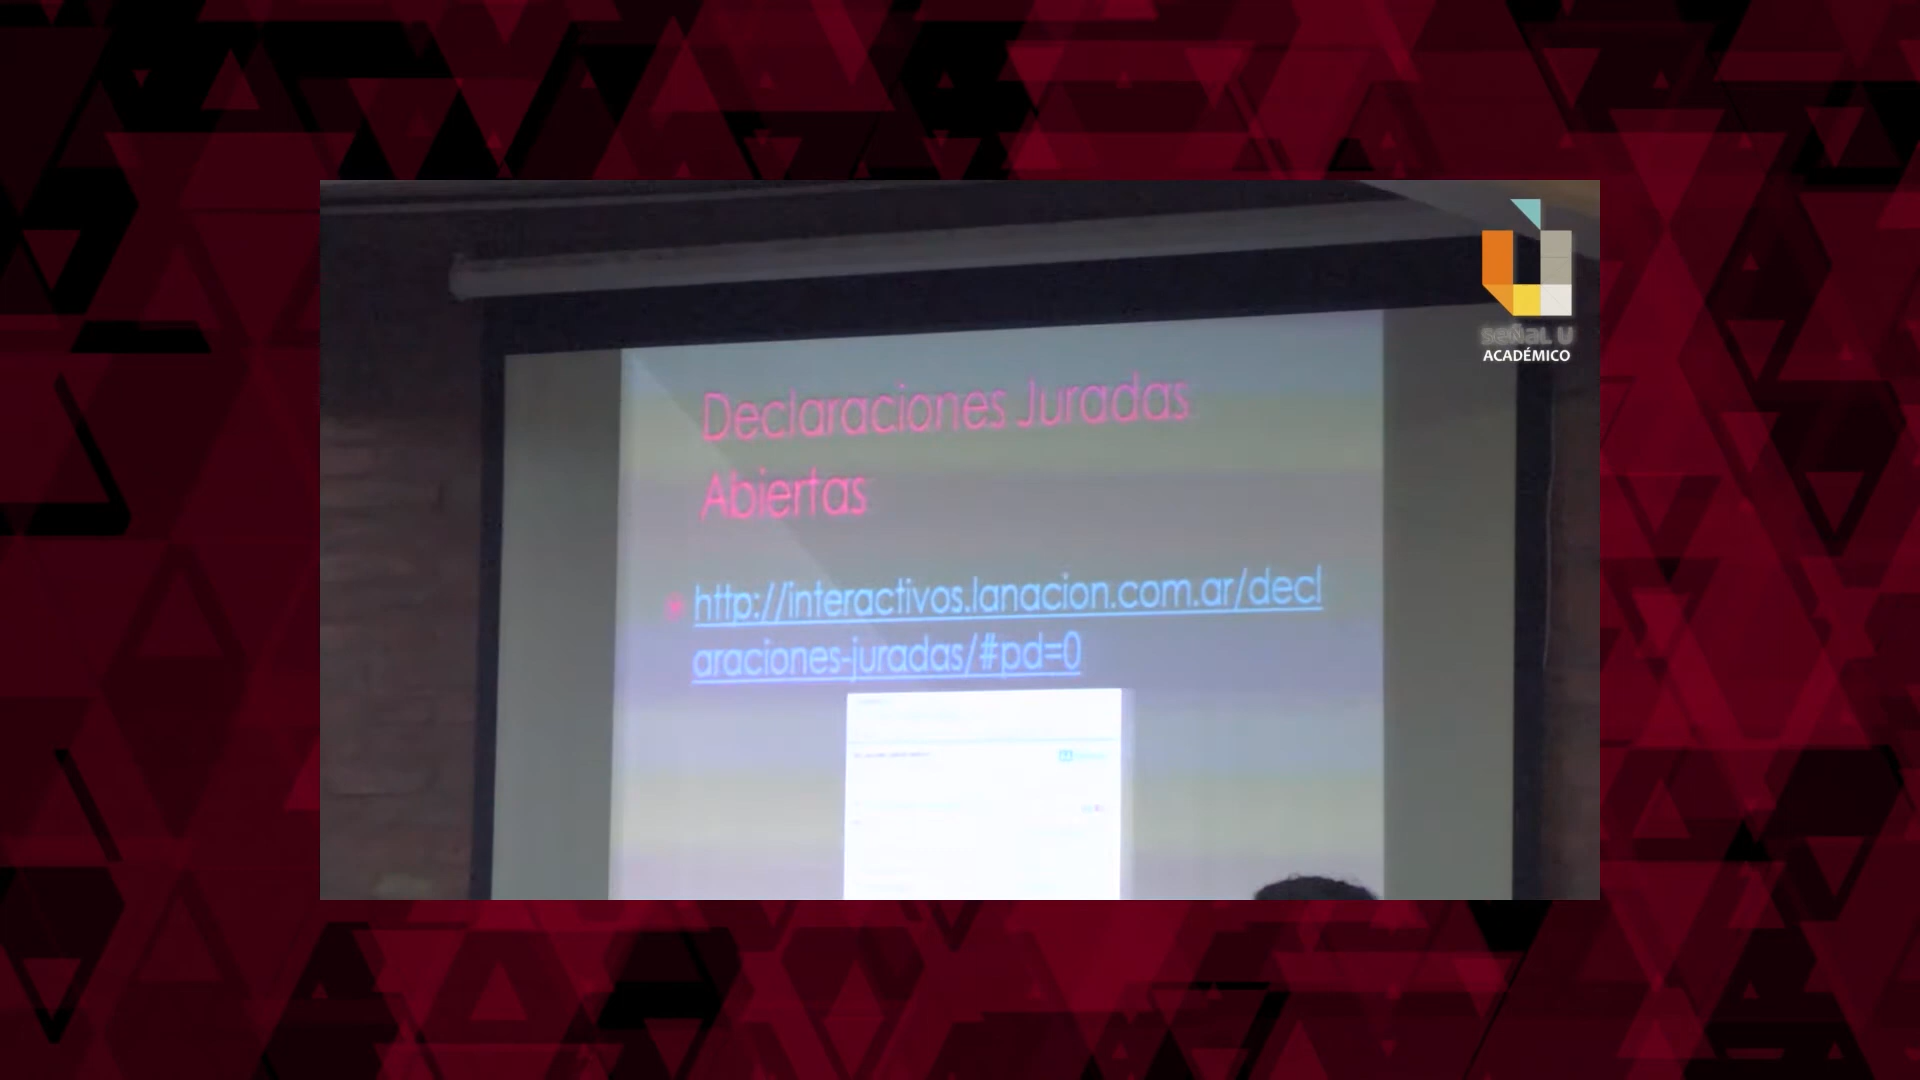 SEÑAL U
ACADÉMICO
Declaraciones Juradas
Abiertas
http://interactivos.lanacion.com.ar/decl
araciones-juradas/#pd=0